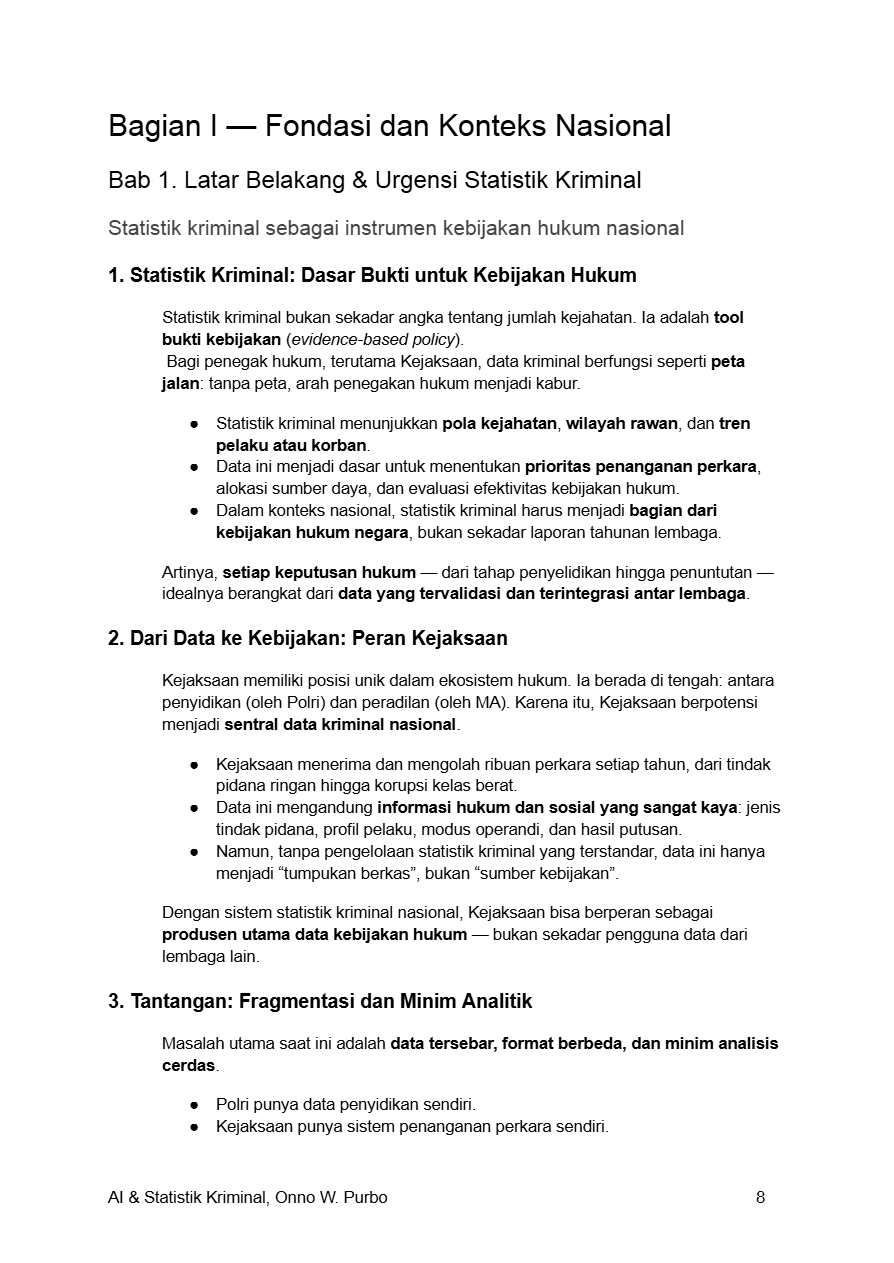 Bagian I — Fondasi dan Konteks Nasional
Bab 1. Latar Belakang & Urgensi Statistik Kriminal
Statistik kriminal sebagai instrumen kebijakan hukum nasional
1. Statistik Kriminal: Dasar Bukti untuk Kebijakan Hukum
Statistik kriminal bukan sekadar angka tentang jumlah kejahatan. Ia adalah tool
bukti kebijakan (evidence-based policy).
Bagi penegak hukum, terutama Kejaksaan, data kriminal berfungsi seperti peta
jalan: tanpa peta, arah penegakan hukum menjadi kabur.
● Statistik kriminal menunjukkan pola kejahatan, wilayah rawan, dan tren
pelaku atau korban.
● Data ini menjadi dasar untuk menentukan prioritas penanganan perkara,
alokasi sumber daya, dan evaluasi efektivitas kebijakan hukum.
● Dalam konteks nasional, statistik kriminal harus menjadi bagian dari
kebijakan hukum negara, bukan sekadar laporan tahunan lembaga.
Artinya, setiap keputusan hukum — dari tahap penyelidikan hingga penuntutan —
idealnya berangkat dari data yang tervalidasi dan terintegrasi antar lembaga.
2. Dari Data ke Kebijakan: Peran Kejaksaan
Kejaksaan memiliki posisi unik dalam ekosistem hukum. Ia berada di tengah: antara
penyidikan (oleh Polri) dan peradilan (oleh MA). Karena itu, Kejaksaan berpotensi
menjadi sentral data kriminal nasional.
● Kejaksaan menerima dan mengolah ribuan perkara setiap tahun, dari tindak
pidana ringan hingga korupsi kelas berat.
● Data ini mengandung informasi hukum dan sosial yang sangat kaya: jenis
tindak pidana, profil pelaku, modus operandi, dan hasil putusan.
● Namun, tanpa pengelolaan statistik kriminal yang terstandar, data ini hanya
menjadi “tumpukan berkas”, bukan “sumber kebijakan”.
Dengan sistem statistik kriminal nasional, Kejaksaan bisa berperan sebagai
produsen utama data kebijakan hukum — bukan sekadar pengguna data dari
lembaga lain.
3. Tantangan: Fragmentasi dan Minim Analitik
Masalah utama saat ini adalah data tersebar, format berbeda, dan minim analisis
cerdas.
● Polri punya data penyidikan sendiri.
● Kejaksaan punya sistem penanganan perkara sendiri.
AI & Statistik Kriminal, Onno W. Purbo 8